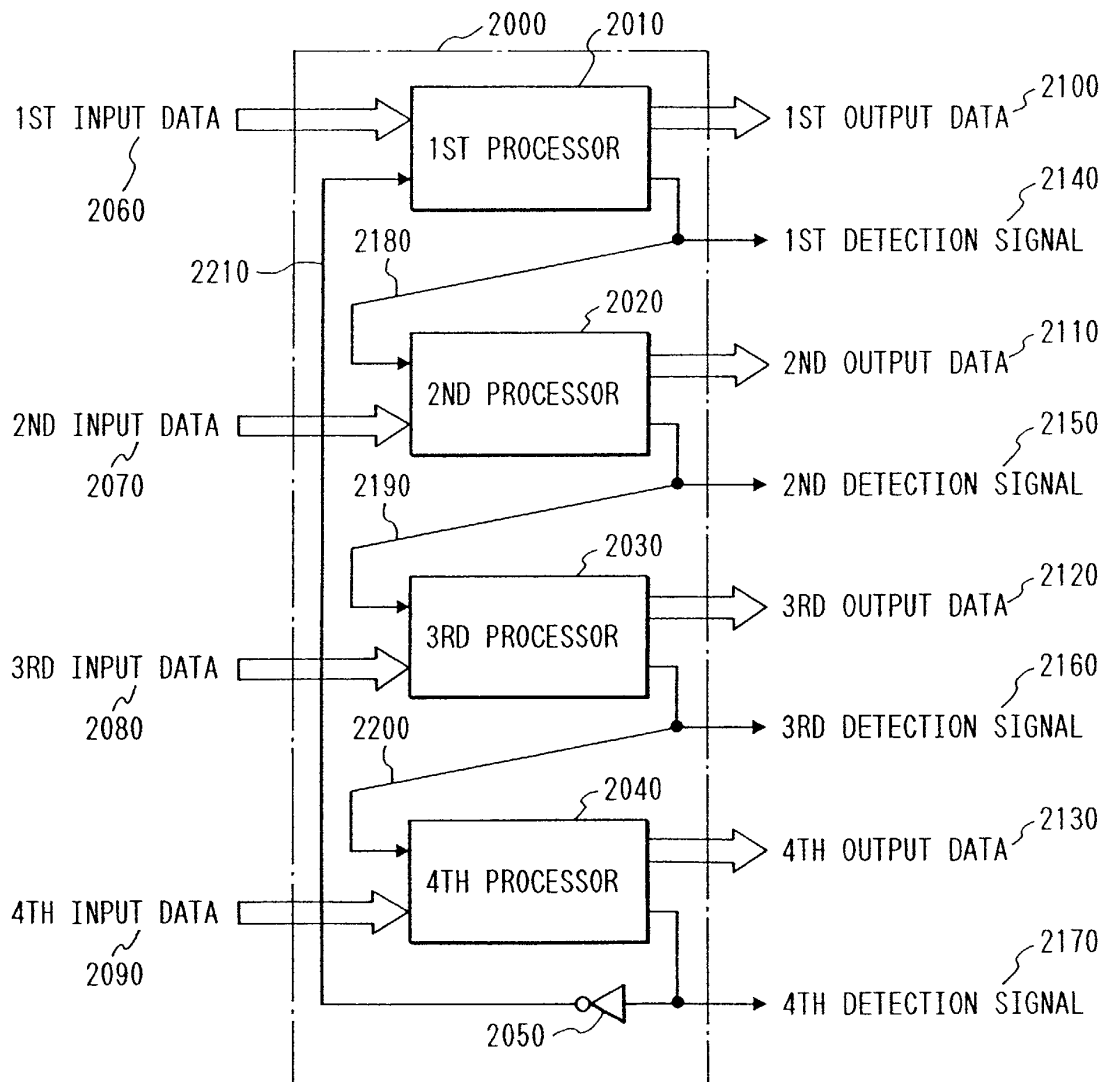 2000
2010
1ST INPUT DATA
2060
1ST PROCESSOR
1ST OUTPUT DATA
2100
2140
1ST DETECTION SIGNAL
2210
2180
2020
2110
2ND OUTPUT DATA
2ND PROCESSOR
2ND INPUT DATA
2070
2150
2ND DETECTION SIGNAL
2190
2030
2120
3RD OUTPUT DATA
3RD PROCESSOR
3RD INPUT DATA
2080
2160
3RD DETECTION SIGNAL
2200
2040
2130
4TH OUTPUT DATA
4TH PROCESSOR
4TH INPUT DATA
2090
2170
4TH DETECTION SIGNAL
2050